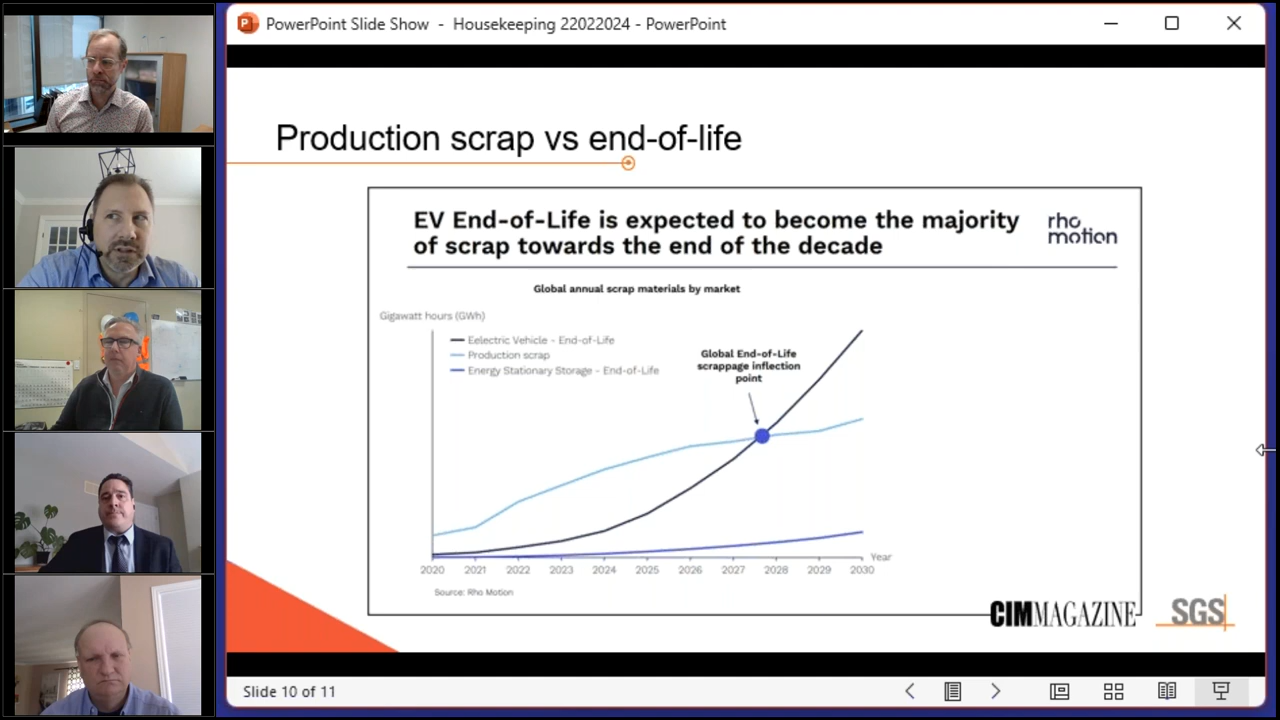 PowerPoint Slide Show - Housekeeping 22022024 - PowerPoint
Production scrap vs end-of-life
EV End-of-Life is expected to become the majority
of scrap towards the end of the decade
rho
motion
Global annual scrap materials by market
Gigawatt hours (GWh)
Eelectric Vehicle - End-of-Life
Production scrap
Energy Stationary Storage - End-of-Life
Global End-of-Life
scrappage inflection
point
Year
2020 2021 2022 2023 2024 2025 2026 2027 2028 2029 2030
Source: Rho Motion
CIMMAGAZINE
SGS
Slide 10 of 11